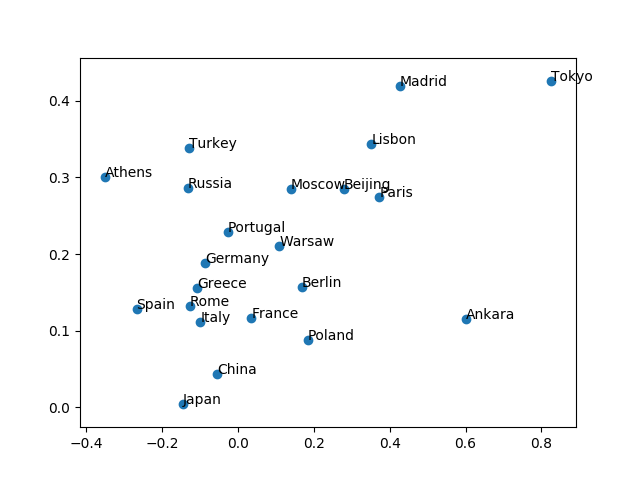 Tokyo
Madrid
0.4
Lisbon
Turkey
Athens
0.3
Russia
Moscow
Beijing
Paris
Portugal
Warsaw
0.2
Germany
Greece
Berlin
Spain
Rome
Italy
France
Ankara
0.1
Poland
China
Japan
0.0
−0.4 −0.2 0.0 0.2 0.4 0.6 0.8